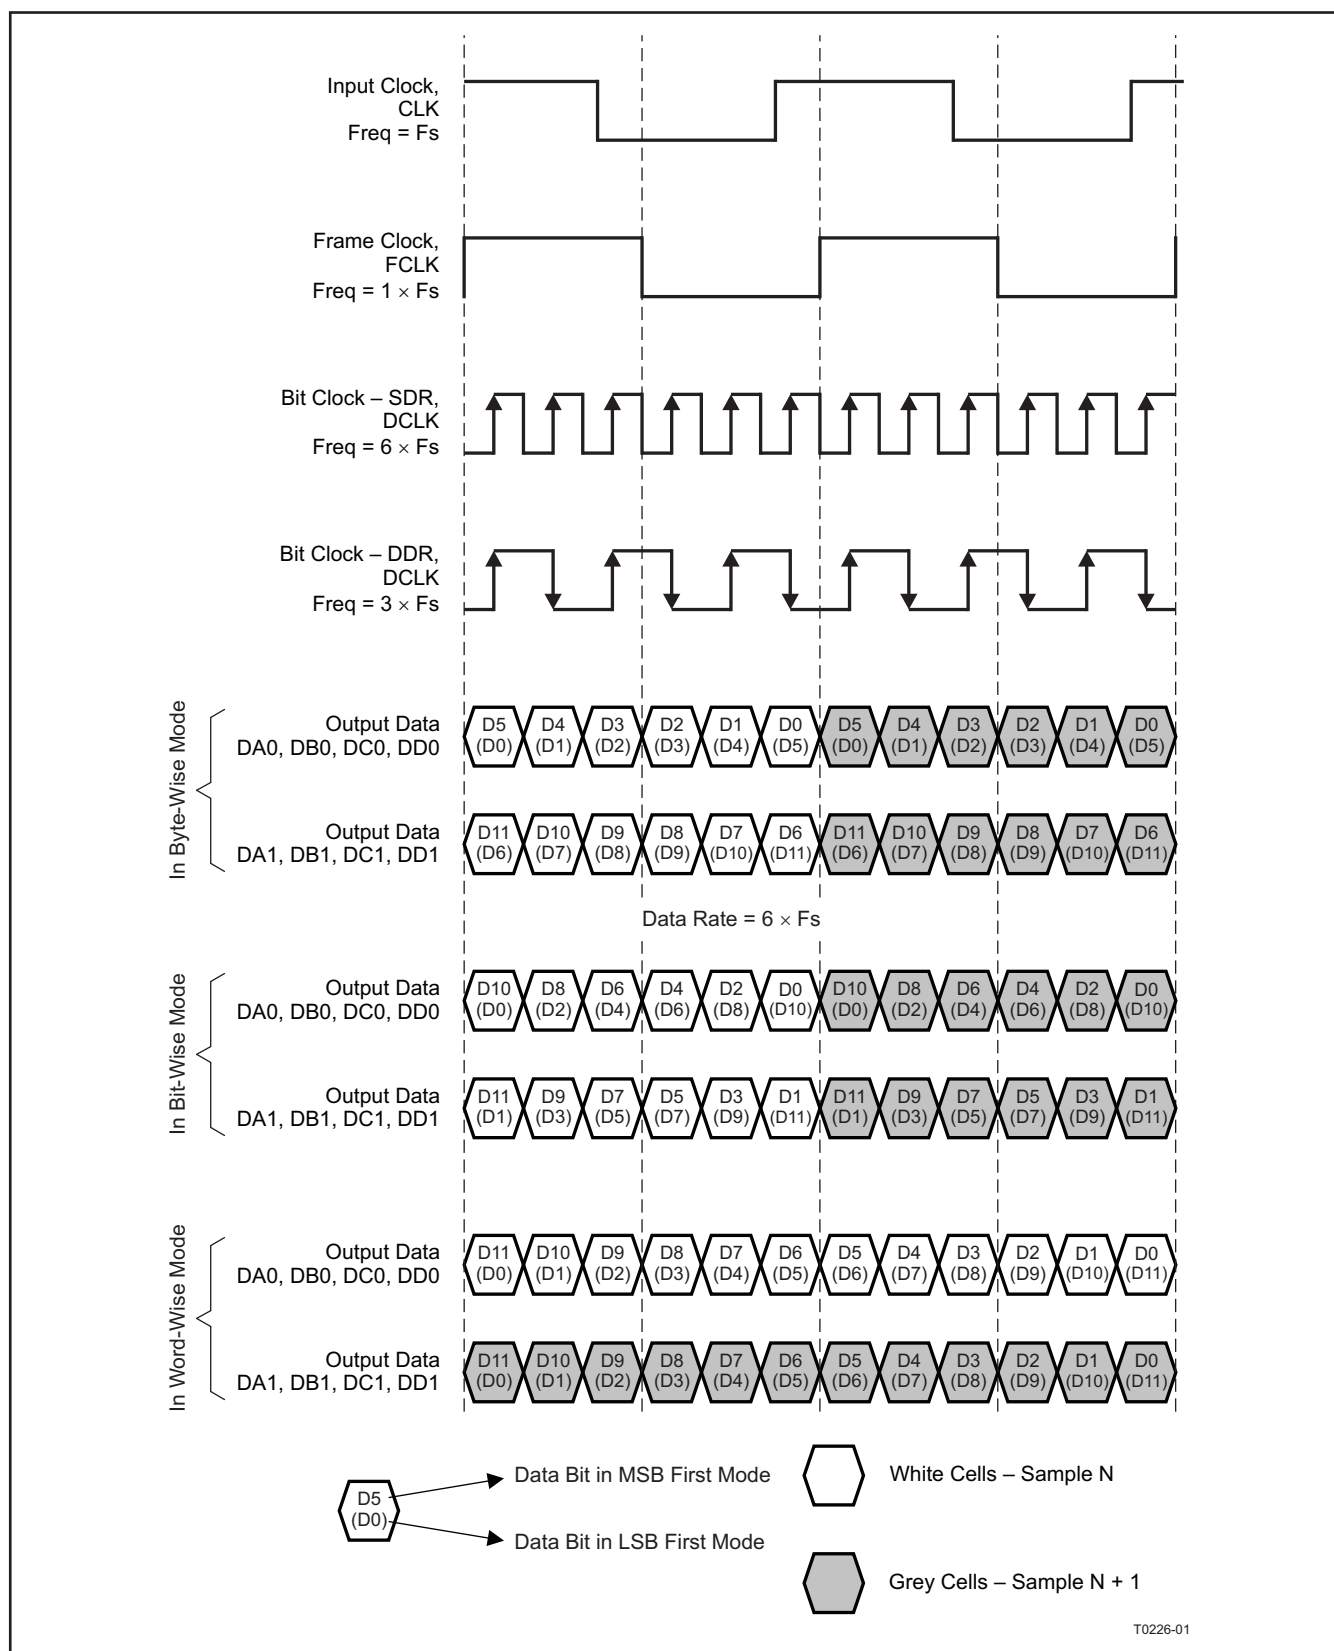 Input Clock,
CLK
Freq = Fs
Frame Clock,
FCLK
Freq = 1 × Fs
Bit Clock – SDR,
DCLK
Freq = 6 × Fs
Bit Clock – DDR,
DCLK
Freq = 3 × Fs
In Byte-Wise Mode
Output Data
DA0, DB0, DC0, DD0
D5 D4 D3 D2 D1 D0 D5 D4 D3 D2 D1 D0
(D0) (D1) (D2) (D3) (D4) (D5) (D0) (D1) (D2) (D3) (D4) (D5)
Output Data
DA1, DB1, DC1, DD1
D11 D10 D9 D8 D7 D6 D11 D10 D9 D8 D7 D6
(D6) (D7) (D8) (D9) (D10) (D11) (D6) (D7) (D8) (D9) (D10) (D11)
Data Rate = 6 × Fs
In Bit-Wise Mode
Output Data
DA0, DB0, DC0, DD0
D10 D8 D6 D4 D2 D0 D10 D8 D6 D4 D2 D0
(D0) (D2) (D4) (D6) (D8) (D10) (D0) (D2) (D4) (D6) (D8) (D10)
Output Data
DA1, DB1, DC1, DD1
D11 D9 D7 D5 D3 D1 D11 D9 D7 D5 D3 D1
(D1) (D3) (D5) (D7) (D9) (D11) (D1) (D3) (D5) (D7) (D9) (D11)
In Word-Wise Mode
Output Data
DA0, DB0, DC0, DD0
D11 D10 D9 D8 D7 D6 D5 D4 D3 D2 D1 D0
(D0) (D1) (D2) (D3) (D4) (D5) (D6) (D7) (D8) (D9) (D10) (D11)
Output Data
DA1, DB1, DC1, DD1
D11 D10 D9 D8 D7 D6 D5 D4 D3 D2 D1 D0
(D0) (D1) (D2) (D3) (D4) (D5) (D6) (D7) (D8) (D9) (D10) (D11)
D5
(D0)
Data Bit in MSB First Mode
Data Bit in LSB First Mode
White Cells – Sample N
Grey Cells – Sample N + 1
T0226-01